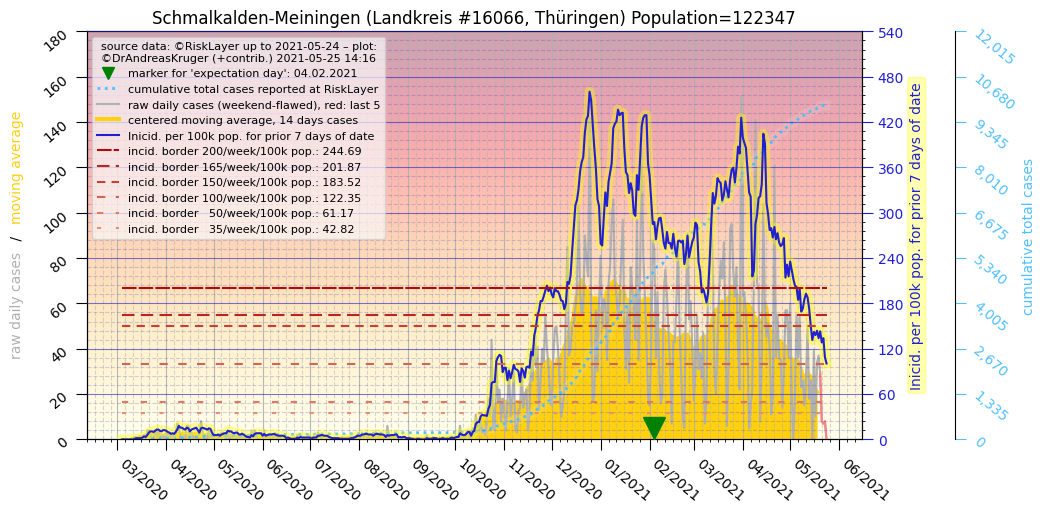 Schmalkalden-Meiningen (Landkreis #16066, Thüringen) Population=122347
source data: ©RiskLayer up to 2021-05-24 – plot:
©DrAndreasKruger (+contrib.) 2021-05-25 14:16
marker for 'expectation day': 04.02.2021
cumulative total cases reported at RiskLayer
raw daily cases (weekend-flawed), red: last 5
centered moving average, 14 days cases
Inicid. per 100k pop. for prior 7 days of date
incid. border 200/week/100k pop.: 244.69
incid. border 165/week/100k pop.: 201.87
incid. border 150/week/100k pop.: 183.52
incid. border 100/week/100k pop.: 122.35
incid. border   50/week/100k pop.: 61.17
incid. border   35/week/100k pop.: 42.82
raw daily cases   /   moving average
180
160
140
120
100
80
60
40
20
0
03/2020
04/2020
05/2020
06/2020
07/2020
08/2020
09/2020
10/2020
11/2020
12/2020
01/2021
02/2021
03/2021
04/2021
05/2021
06/2021
540
480
420
360
300
240
180
120
60
0
Inicid. per 100k pop. for prior 7 days of date
12,015
10,680
9,345
8,010
6,675
5,340
4,005
2,670
1,335
0
cumulative total cases